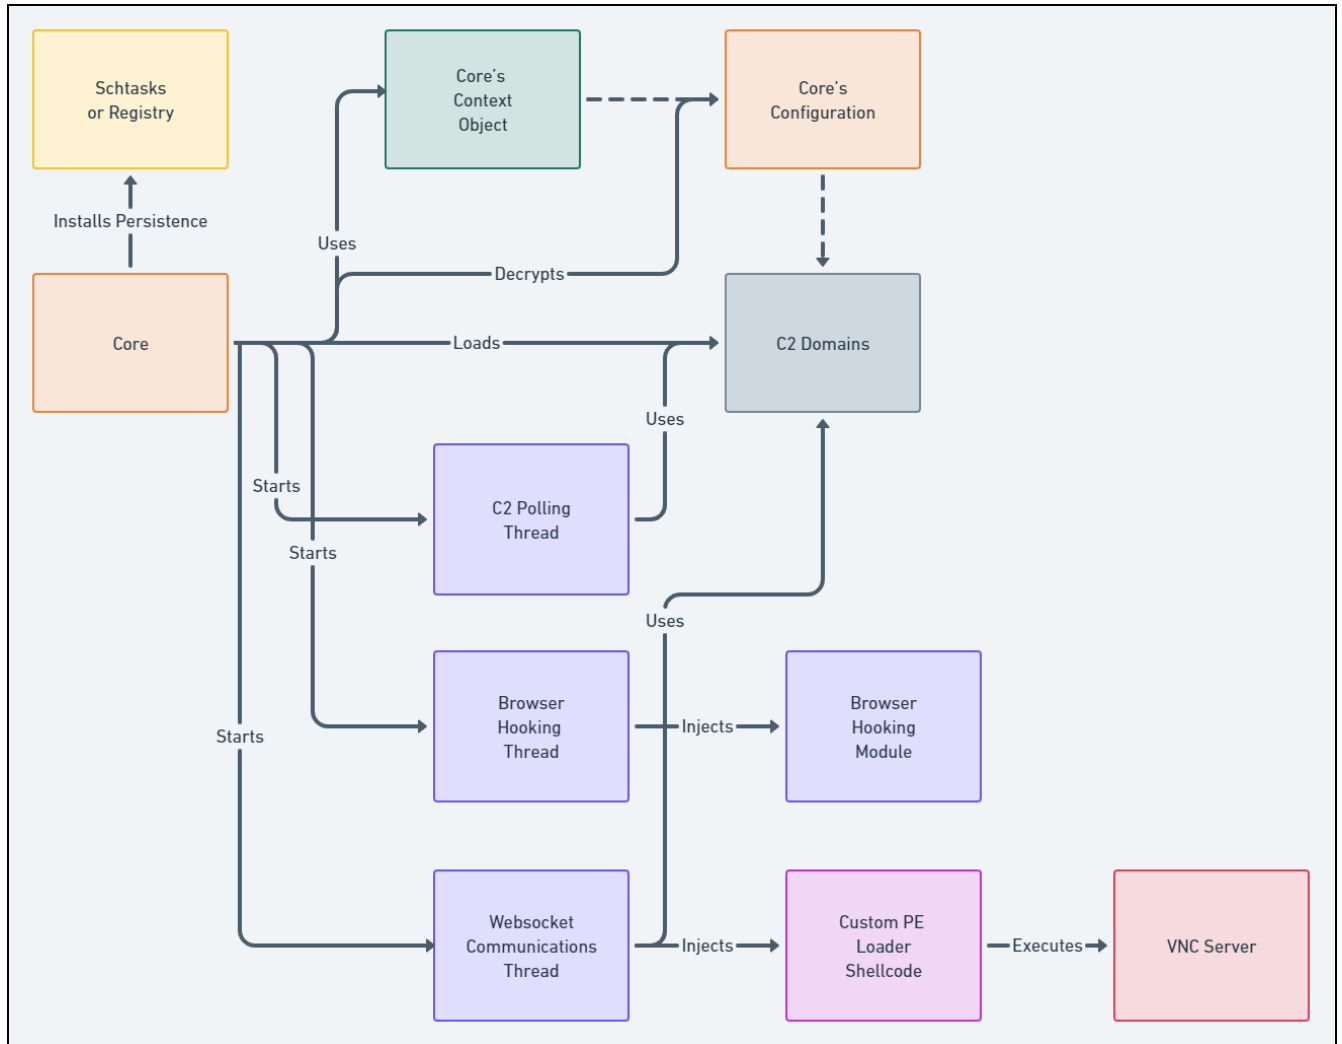 Schtasks
or Registry
Core's
Context
Object
Core's
Configuration
Installs Persistence
Uses
Decrypts
Core
Loads
C2 Domains
Uses
Starts
C2 Polling
Thread
Starts
Uses
Browser
Hooking
Thread
Injects
Browser
Hooking
Module
Starts
Websocket
Communications
Thread
Injects
Custom PE
Loader
Shellcode
Executes
VNC Server